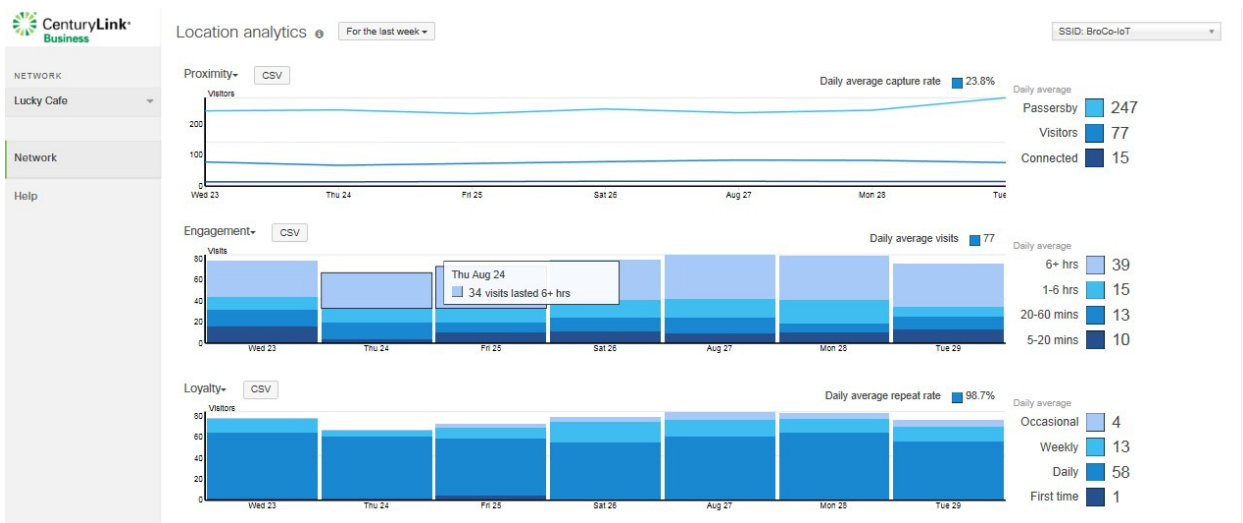 CenturyLink®
Business
Location analytics
For the last week
SSID: BroCo-IoT
NETWORK
Lucky Cafe
Network
Help
Proximity
CSV
Daily average capture rate 23.8%
Visitors
200
100
0
Wed 23 Thu 24 Fri 25 Sat 26 Aug 27 Mon 28 Tue
Daily average
Passersby 247
Visitors 77
Connected 15
Engagement
CSV
Daily average visits 77
Visits
80
60
40
20
0
Thu Aug 24
34 visits lasted 6+ hrs
Wed 23 Thu 24 Fri 25 Sat 26 Aug 27 Mon 28 Tue 29
Daily average
6+ hrs 39
1-6 hrs 15
20-60 mins 13
5-20 mins 10
Loyalty
CSV
Daily average repeat rate 98.7%
Visitors
80
60
40
20
0
Wed 23 Thu 24 Fri 25 Sat 26 Aug 27 Mon 28 Tue 29
Daily average
Occasional 4
Weekly 13
Daily 58
First time 1